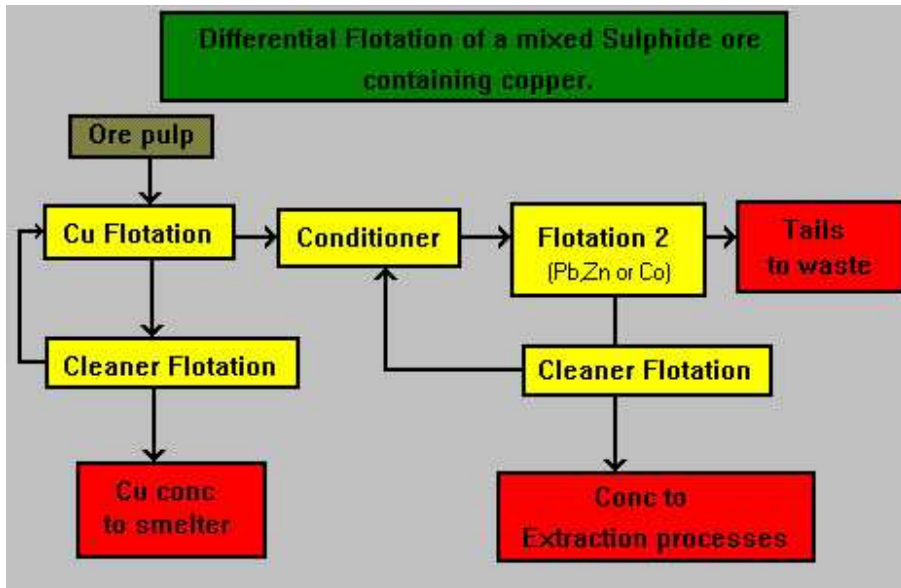 Differential Flotation of a mixed Sulphide ore
containing copper.
Ore pulp
Cu Flotation
Conditioner
Flotation 2
(Pb,Zn or Co)
Tails
to waste
Cleaner Flotation
Cleaner Flotation
Cu conc
to smelter
Conc to
Extraction processes